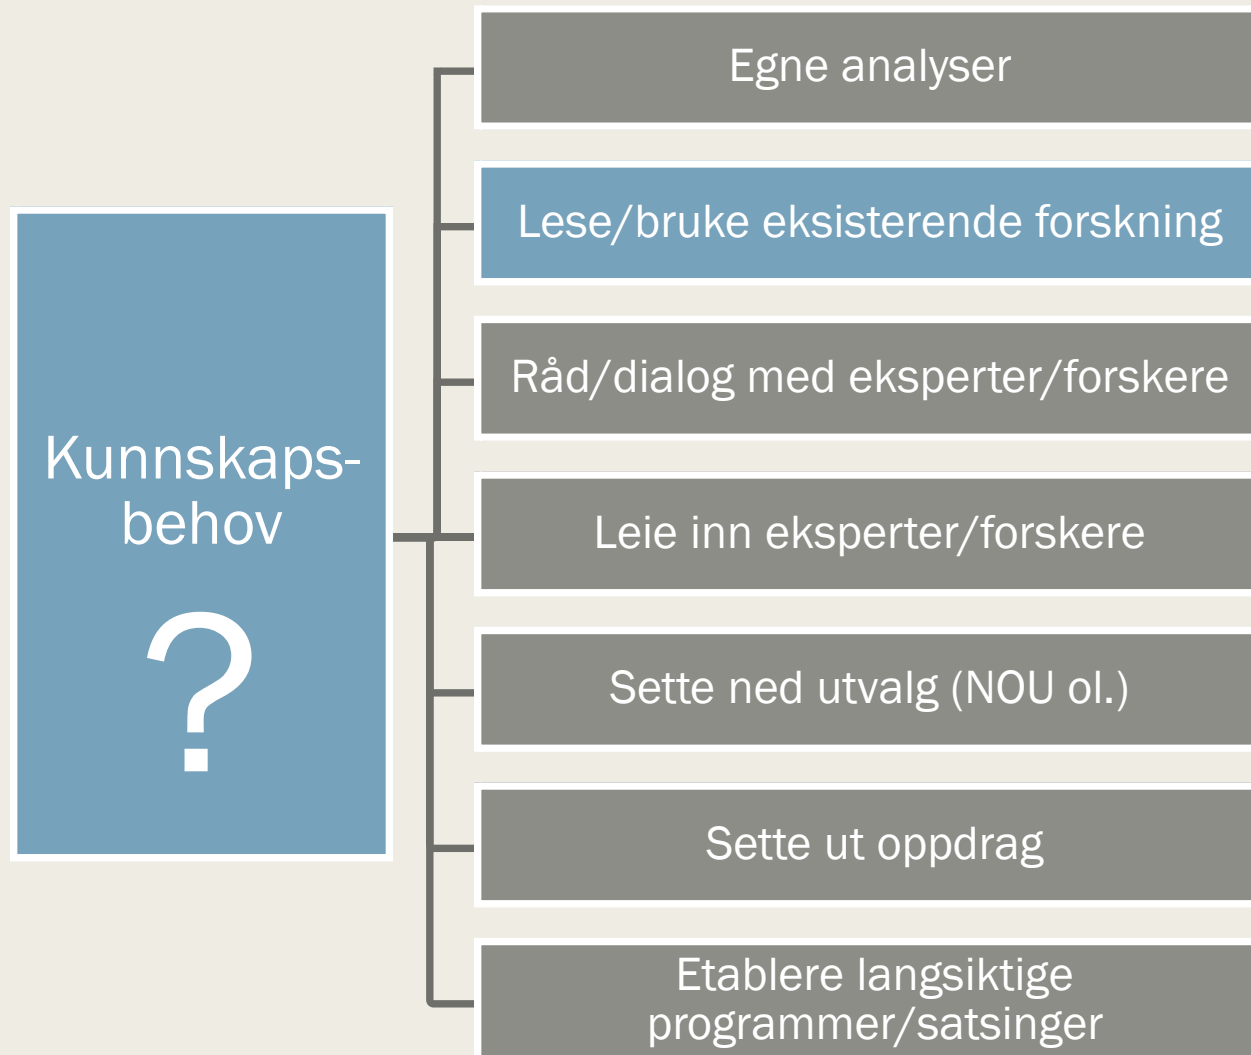 Kunnskaps-
behov
?
Egne analyser
Lese/bruke eksisterende forskning
Råd/dialog med eksperter/forskere
Leie inn eksperter/forskere
Sette ned utvalg (NOU ol.)
Sette ut oppdrag
Etablere langsiktige
programmer/satsinger